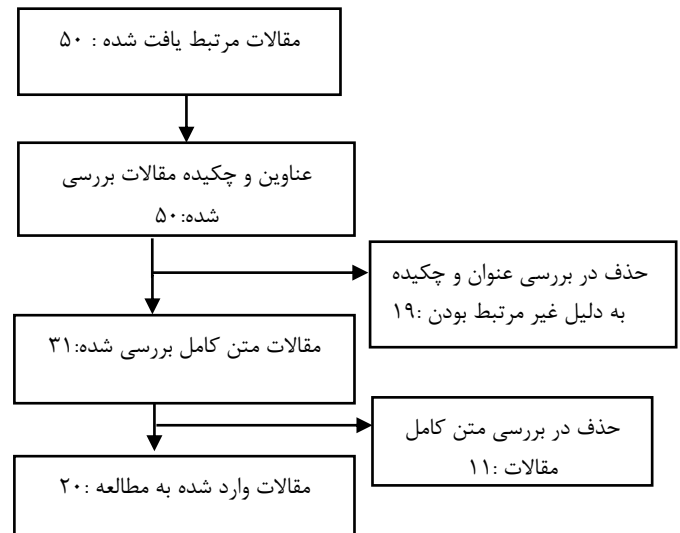 مقالات مرتبط یافت شده : ۵۰
عناوین و چکیده مقالات بررسی
شده:۵۰
حذف در بررسی عنوان و چکیده
به دلیل غیر مرتبط بودن :۱۹
مقالات متن کامل بررسی شده:۳۱
حذف در بررسی متن کامل
مقالات :۱۱
مقالات وارد شده به مطالعه :۲۰